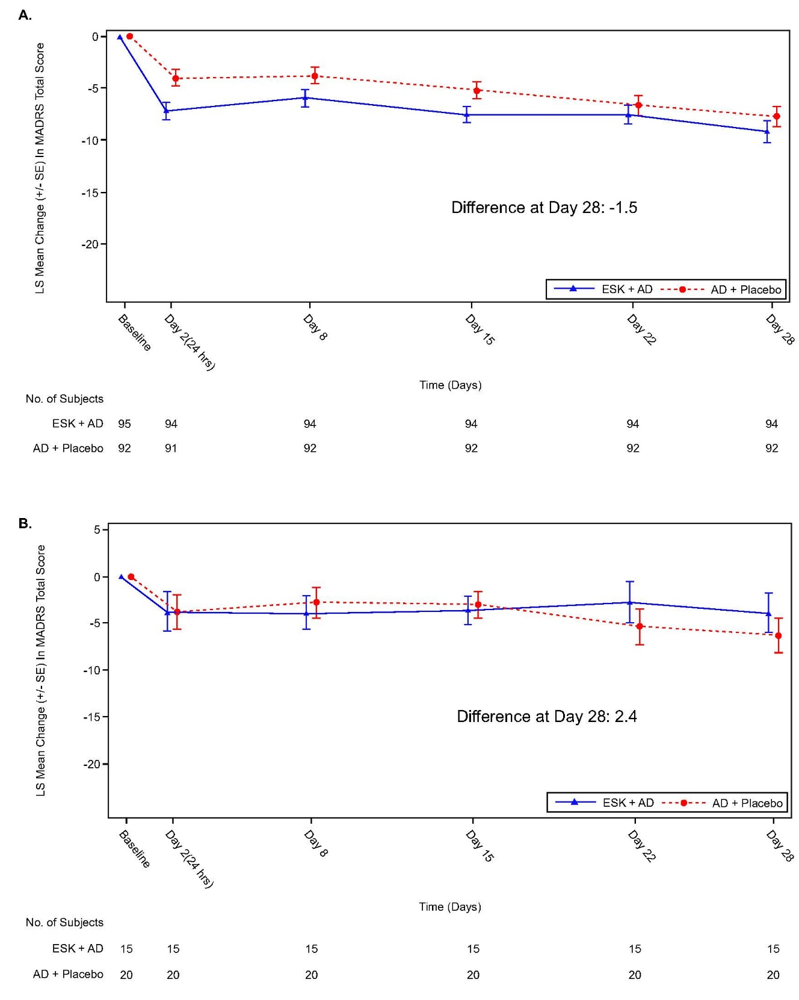 A.
LS Mean Change (+/- SE) In MADRS Total Score
0
-5
-10
-15
-20
Difference at Day 28: -1.5
ESK + AD AD + Placebo
Baseline Day 2(24 hrs) Day 8 Day 15 Day 22 Day 28
Time (Days)
No. of Subjects
ESK + AD 95 94 94 94 94 94
AD + Placebo 92 91 92 92 92 92
B.
LS Mean Change (+/- SE) In MADRS Total Score
5
0
-5
-10
-15
-20
Difference at Day 28: 2.4
ESK + AD AD + Placebo
Baseline Day 2(24 hrs) Day 8 Day 15 Day 22 Day 28
Time (Days)
No. of Subjects
ESK + AD 15 15 15 15 15 15
AD + Placebo 20 20 20 20 20 20